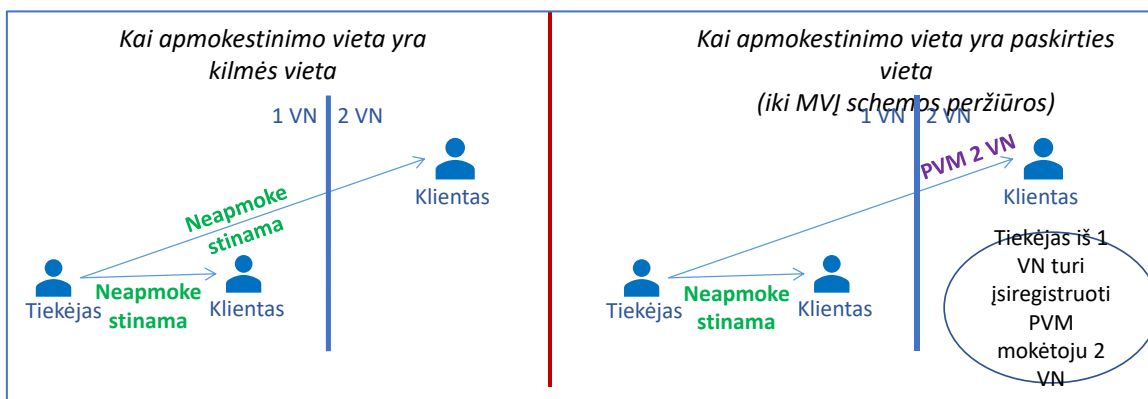 Kai apmokestinimo vieta yra
kilmės vieta
1 VN
2 VN
Klientas
Neapmoke
stinama
Tiekėjas
Neapmoke
stinama
Klientas
Kai apmokestinimo vieta yra paskirties
vieta
(iki MVĮ schemos peržiūros)
1 VN
2 VN
PVM 2 VN
Klientas
Tiekėjas
Neapmoke
stinama
Klientas
Tiekėjas iš 1
VN turi
įsiregistruoti
PVM
mokėtoju 2
VN